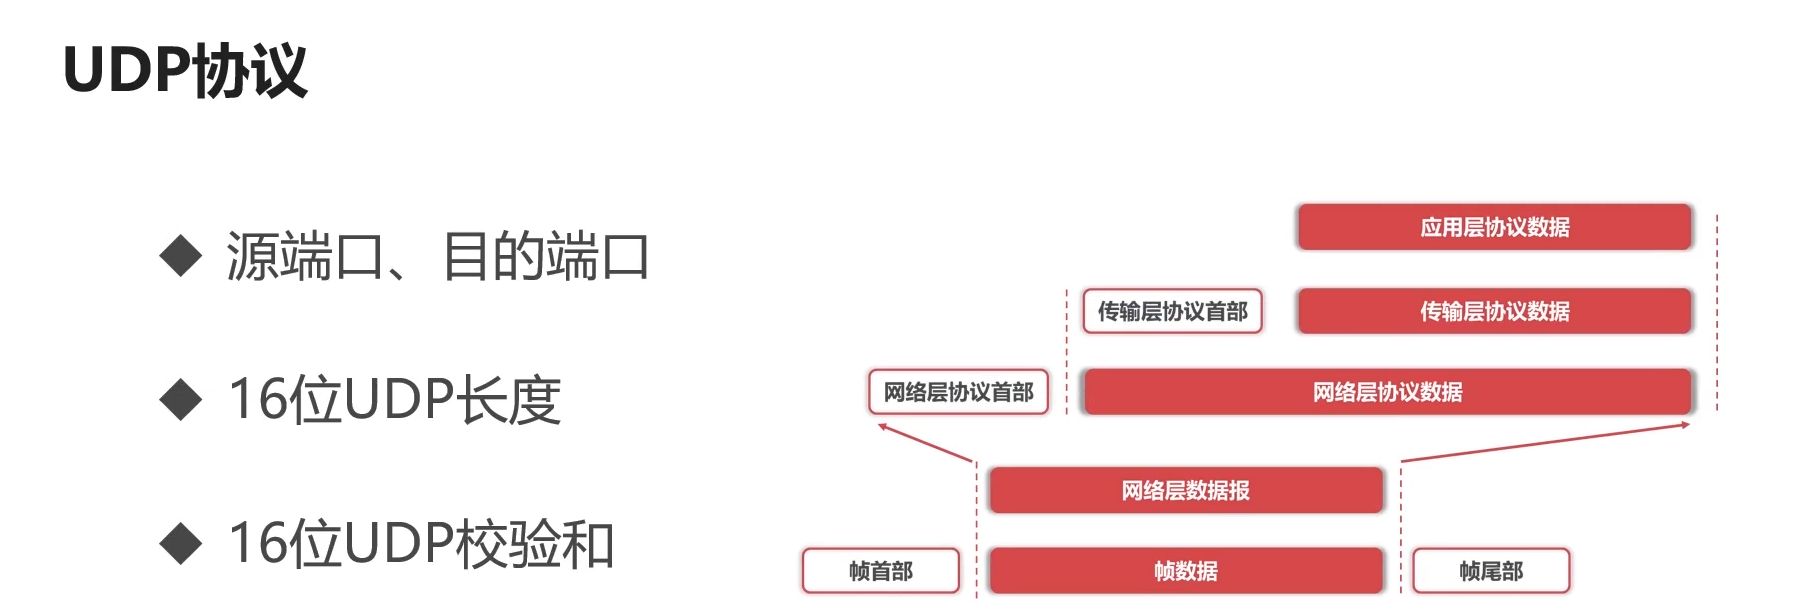 UDP协议
源端口、目的端口
16位UDP长度
16位UDP校验和
应用层协议数据
传输层协议首部 传输层协议数据
网络层协议首部 网络层协议数据
网络层数据报
帧首部 帧数据 帧尾部